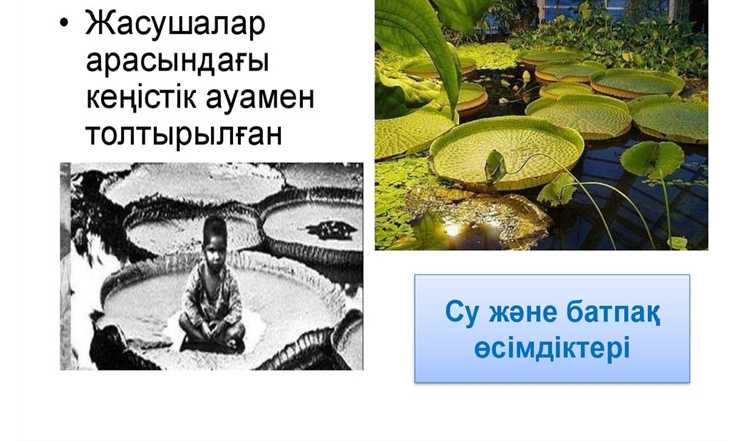 • Жасушалар
арасындағы
кеңістік ауамен
толтырылған
Су және батпақ
өсімдіктері